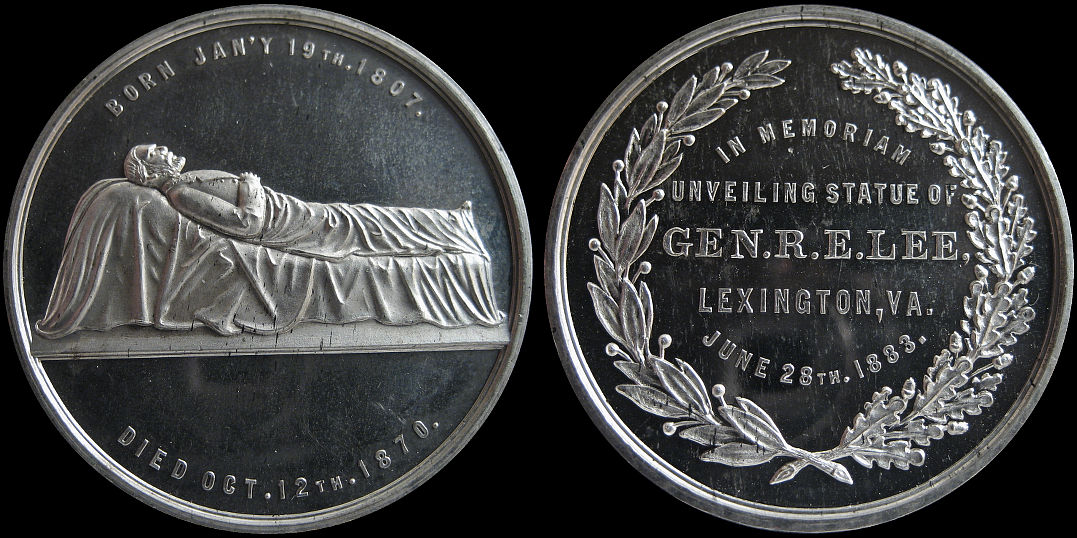 BORN JAN'Y 19TH. 1807.
DIED OCT. 12TH. 1870.
IN MEMORIAM
UNVEILING STATUE OF
GEN. R. E. LEE,
LEXINGTON, VA.
JUNE 28TH. 1883.